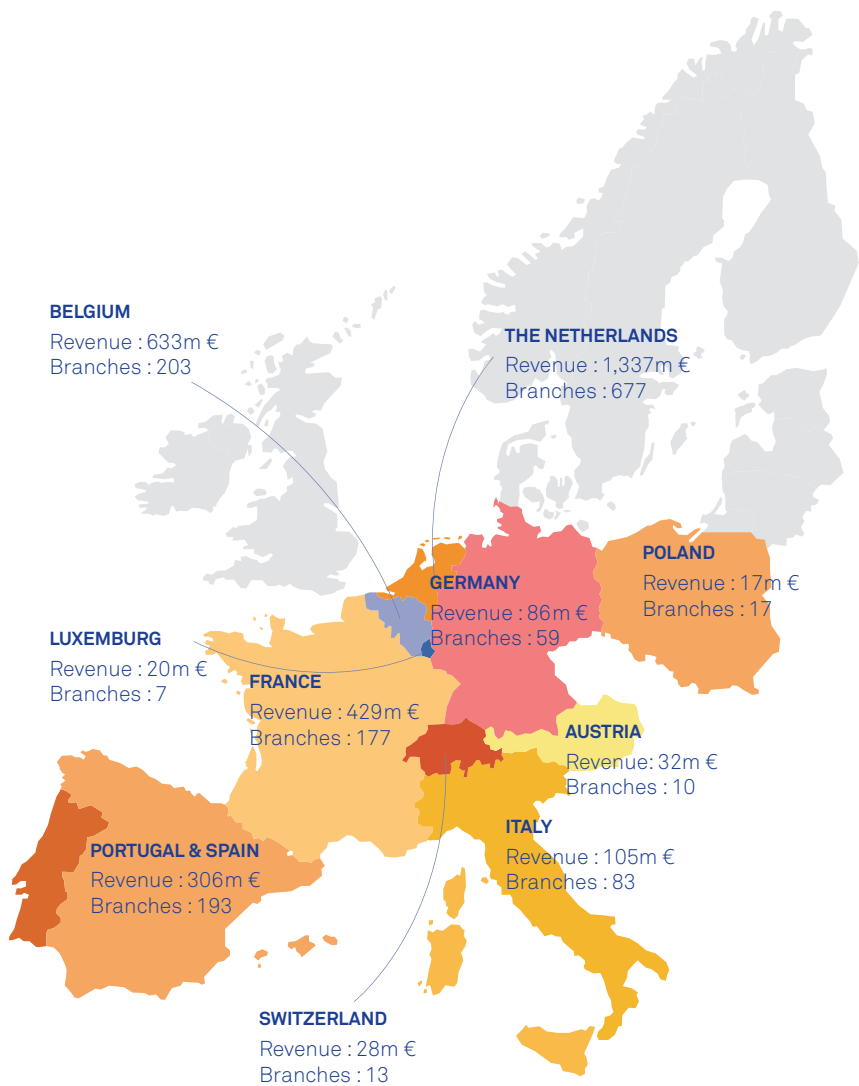 BELGIUM
Revenue : 633m €
Branches : 203
THE NETHERLANDS
Revenue : 1,337m €
Branches : 677
POLAND
Revenue : 17m €
Branches : 17
GERMANY
Revenue : 86m €
Branches : 59
LUXEMBURG
Revenue : 20m €
Branches : 7
FRANCE
Revenue : 429m €
Branches : 177
AUSTRIA
Revenue: 32m €
Branches : 10
ITALY
Revenue : 105m €
Branches : 83
PORTUGAL & SPAIN
Revenue : 306m €
Branches : 193
SWITZERLAND
Revenue : 28m €
Branches : 13